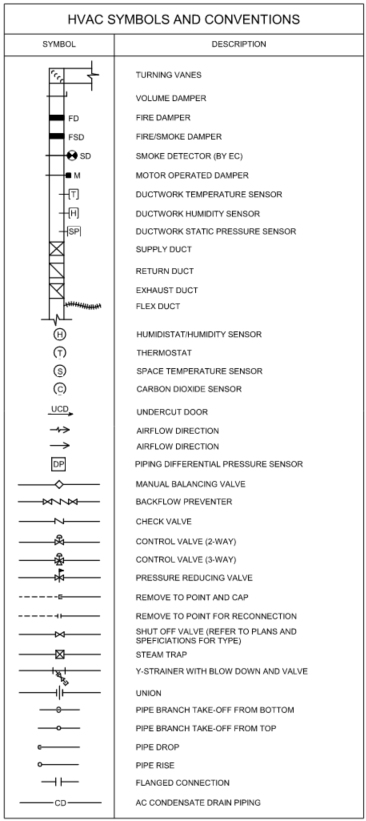 HVAC SYMBOLS AND CONVENTIONS
SYMBOL DESCRIPTION
TURNING VANES
VOLUME DAMPER
FD FIRE DAMPER
FSD FIRE/SMOKE DAMPER
SD SMOKE DETECTOR (BY EC)
M MOTOR OPERATED DAMPER
T DUCTWORK TEMPERATURE SENSOR
H DUCTWORK HUMIDITY SENSOR
SP DUCTWORK STATIC PRESSURE SENSOR
SUPPLY DUCT
RETURN DUCT
EXHAUST DUCT
FLEX DUCT
H HUMIDISTAT/HUMIDITY SENSOR
T THERMOSTAT
S SPACE TEMPERATURE SENSOR
C CARBON DIOXIDE SENSOR
UCD UNDERCUT DOOR
AIRFLOW DIRECTION
AIRFLOW DIRECTION
DP PIPING DIFFERENTIAL PRESSURE SENSOR
MANUAL BALANCING VALVE
BACKFLOW PREVENTER
CHECK VALVE
CONTROL VALVE (2-WAY)
CONTROL VALVE (3-WAY)
PRESSURE REDUCING VALVE
REMOVE TO POINT AND CAP
REMOVE TO POINT FOR RECONNECTION
SHUT OFF VALVE (REFER TO PLANS AND
SPEFICIATIONS FOR TYPE)
STEAM TRAP
Y-STRAINER WITH BLOW DOWN AND VALVE
UNION
PIPE BRANCH TAKE-OFF FROM BOTTOM
PIPE BRANCH TAKE-OFF FROM TOP
PIPE DROP
PIPE RISE
FLANGED CONNECTION
CD AC CONDENSATE DRAIN PIPING